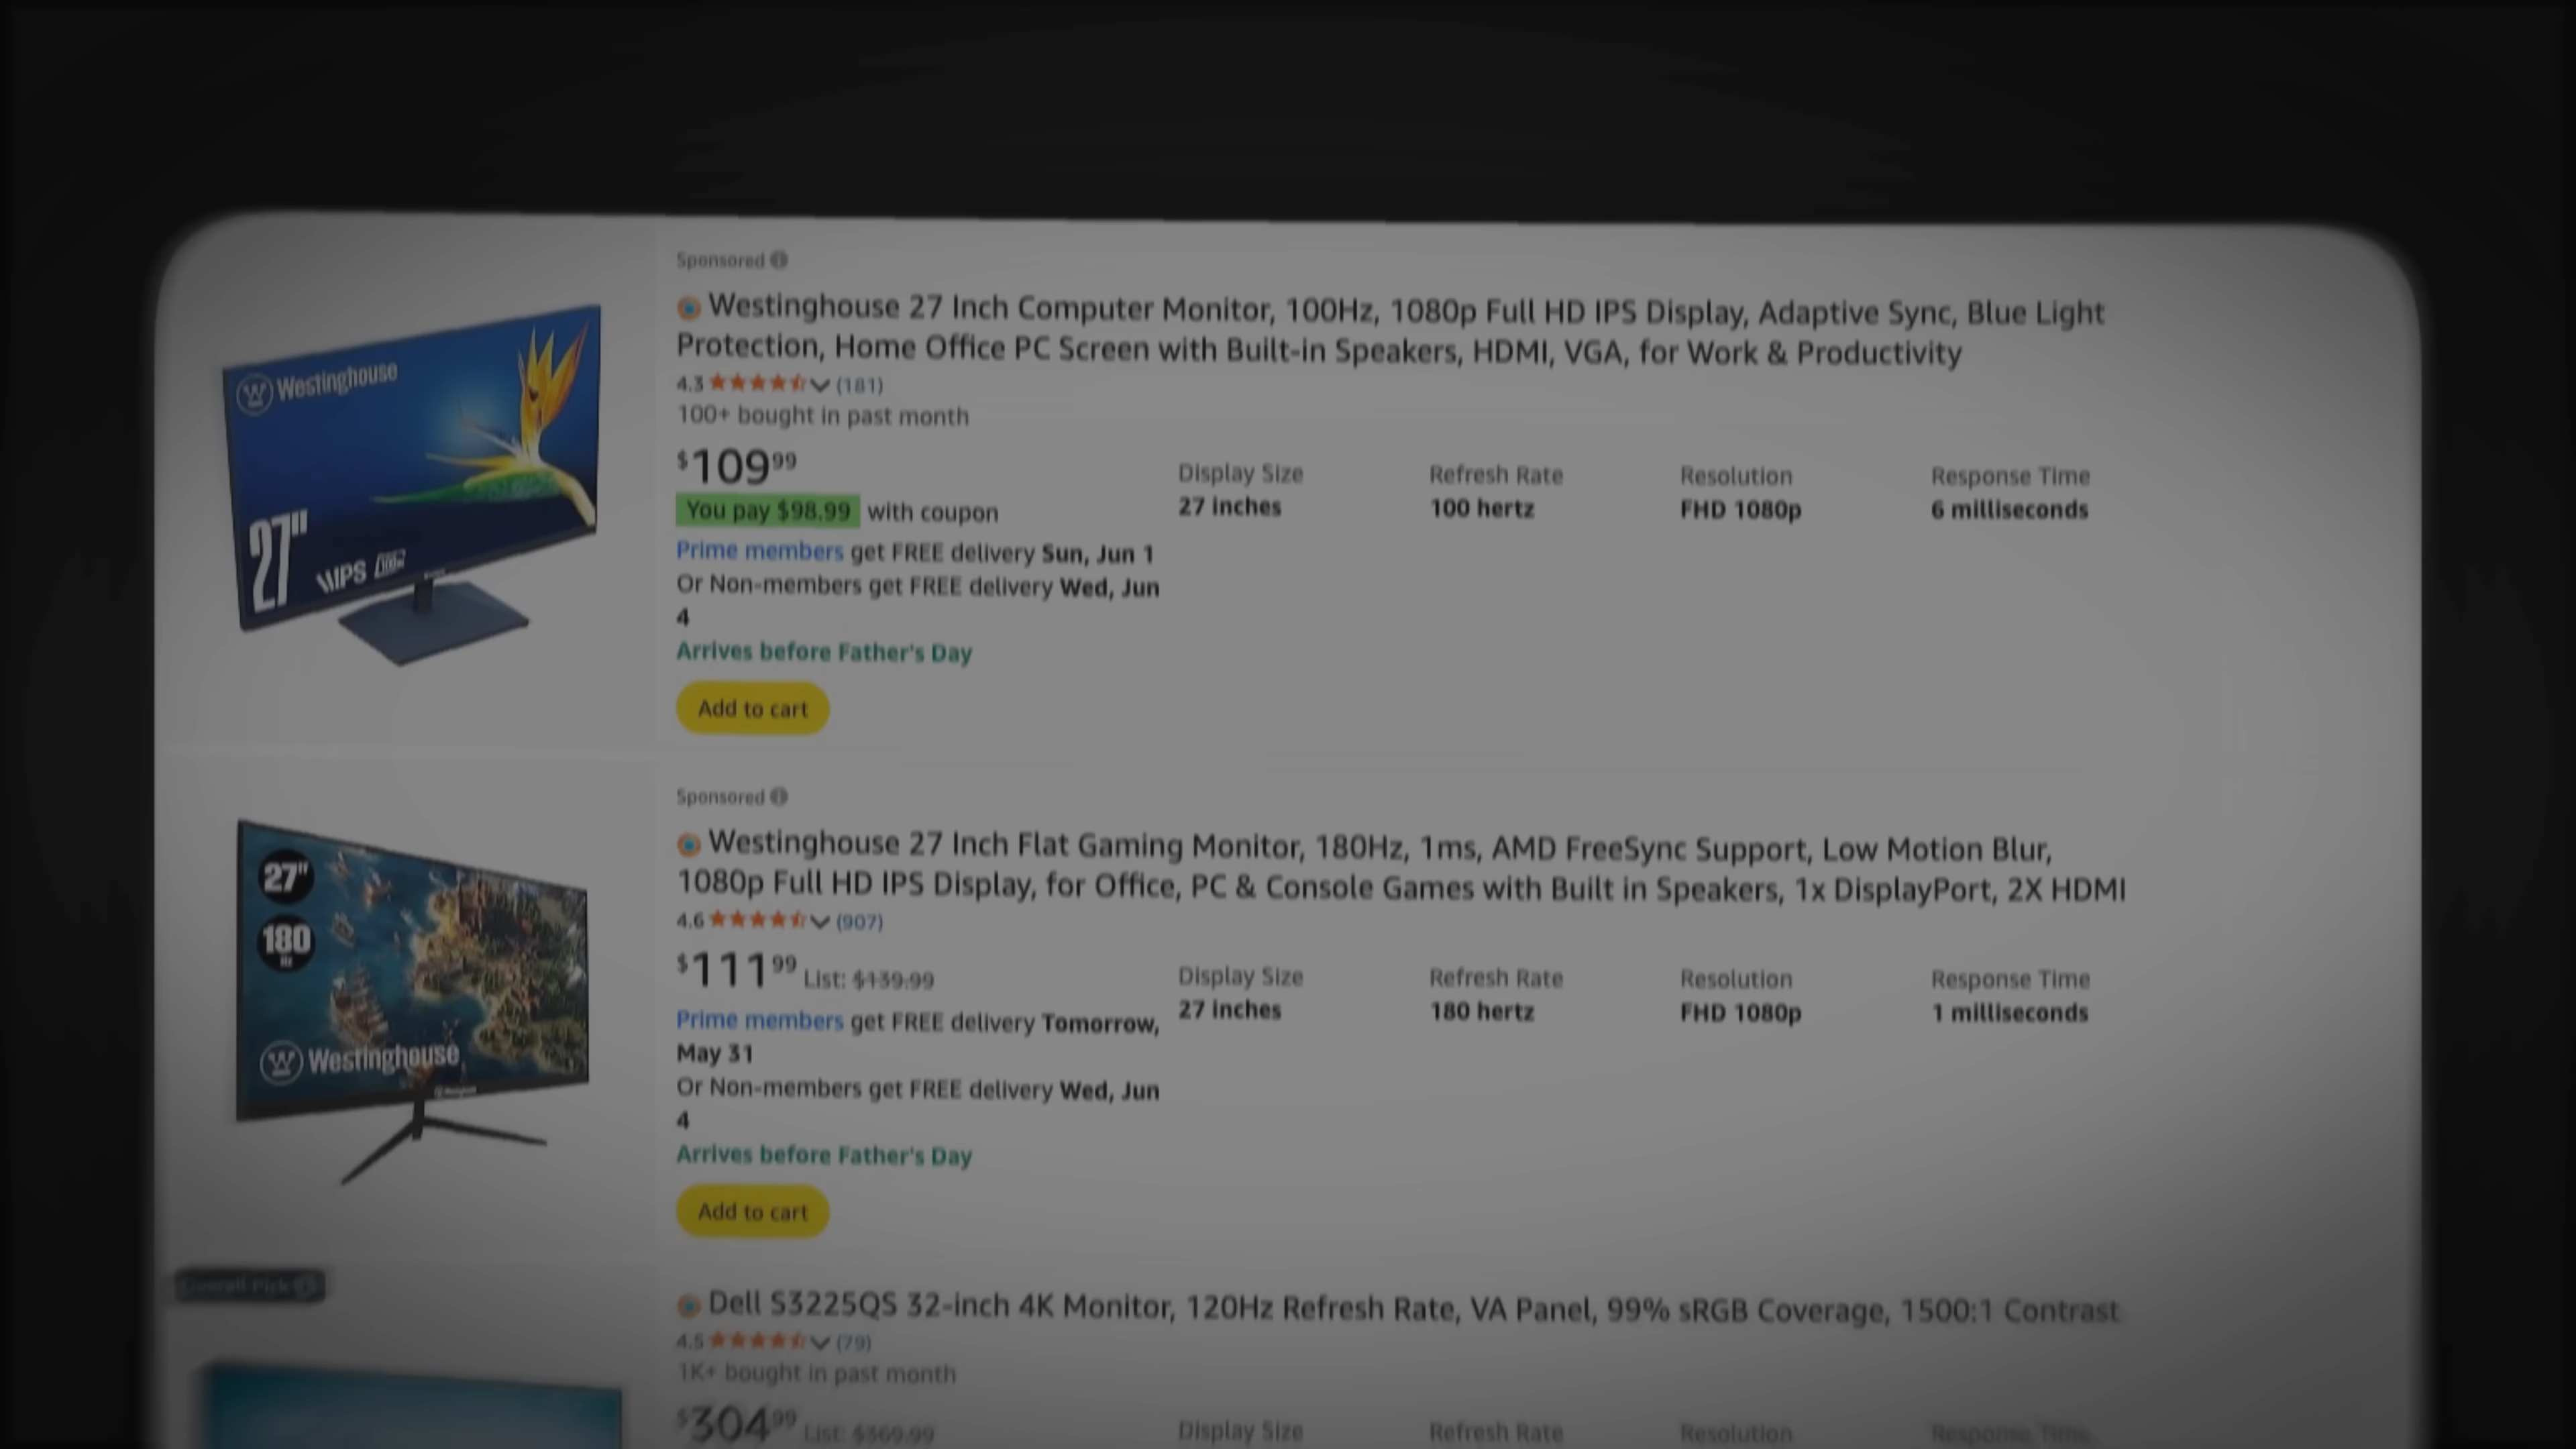 Sponsored
Westinghouse 27 Inch Computer Monitor, 100Hz, 1080p Full HD IPS Display, Adaptive Sync, Blue Light
Protection, Home Office PC Screen with Built-in Speakers, HDMI, VGA, for Work & Productivity
4.3 (181)
100+ bought in past month
$109.99
You pay $98.99 with coupon
Display Size Refresh Rate Resolution Response Time
27 inches 100 hertz FHD 1080p 6 milliseconds
Prime members get FREE delivery Sun, Jun 1
Or Non-members get FREE delivery Wed, Jun
4
Arrives before Father's Day
Add to cart
Westinghouse
27"
IPS
Sponsored
Westinghouse 27 Inch Flat Gaming Monitor, 180Hz, 1ms, AMD FreeSync Support, Low Motion Blur,
1080p Full HD IPS Display, for Office, PC & Console Games with Built in Speakers, 1x DisplayPort, 2X HDMI
4.6 (907)
$111.99 List: $139.99
Display Size Refresh Rate Resolution Response Time
27 inches 180 hertz FHD 1080p 1 milliseconds
Prime members get FREE delivery Tomorrow,
May 31
Or Non-members get FREE delivery Wed, Jun
4
Arrives before Father's Day
Add to cart
27"
180
Hz
Westinghouse
Overall Pick
Dell S3225QS 32-inch 4K Monitor, 120Hz Refresh Rate, VA Panel, 99% sRGB Coverage, 1500:1 Contrast
4.5 (79)
1K+ bought in past month
$304.99 List: $369.99
Display Size Refresh Rate Resolution Response Time